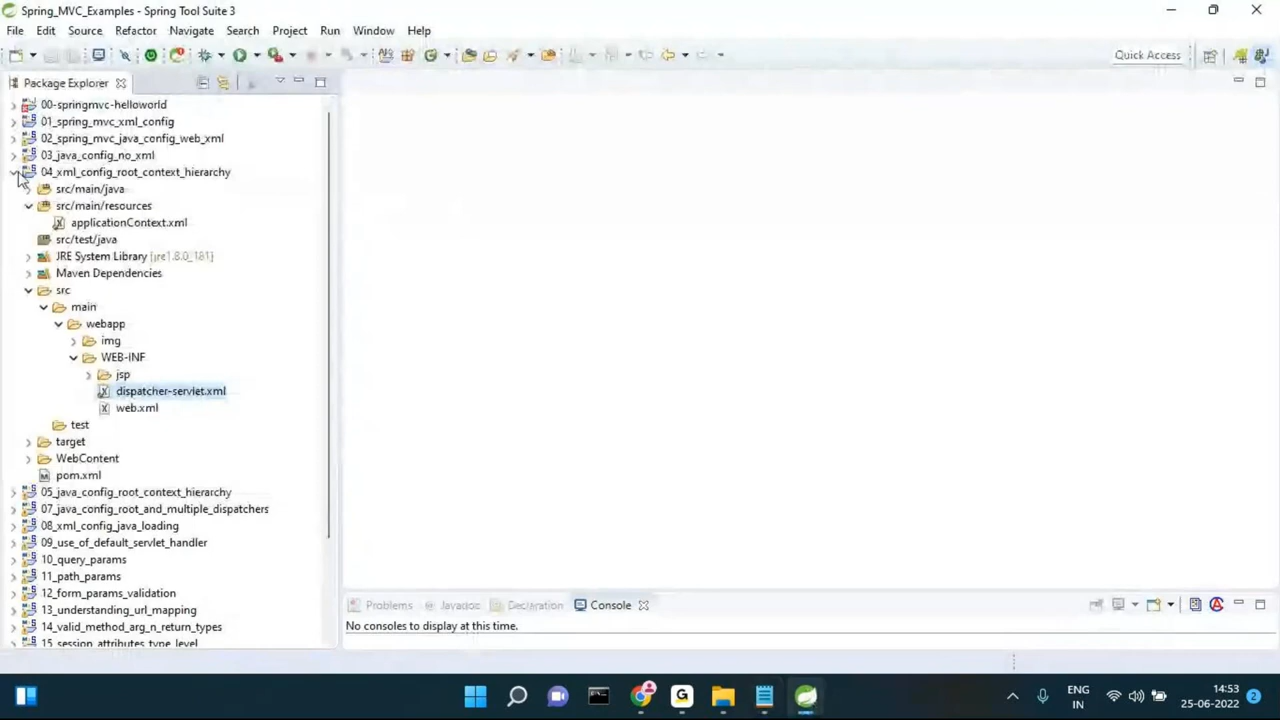 Spring_MVC_Examples - Spring Tool Suite 3
File Edit Source Refactor Navigate Search Project Run Window Help
Quick Access
Package Explorer
00-springmvc-helloworld
01_spring_mvc_xml_config
02_spring_mvc_java_config_web_xml
03_java_config_no_xml
04_xml_config_root_context_hierarchy
src/main/java
src/main/resources
applicationContext.xml
src/test/java
JRE System Library [jre1.8.0_181]
Maven Dependencies
src
main
webapp
img
WEB-INF
jsp
dispatcher-servlet.xml
web.xml
test
target
WebContent
pom.xml
05_java_config_root_context_hierarchy
07_java_config_root_and_multiple_dispatchers
08_xml_config_java_loading
09_use_of_default_servlet_handler
10_query_params
11_path_params
12_form_params_validation
13_understanding_url_mapping
14_valid_method_arg_n_return_types
15_session_attributes_type_level
Problems Javadoc Declaration Console
No consoles to display at this time.
ENG
IN
14:53
25-06-2022
2